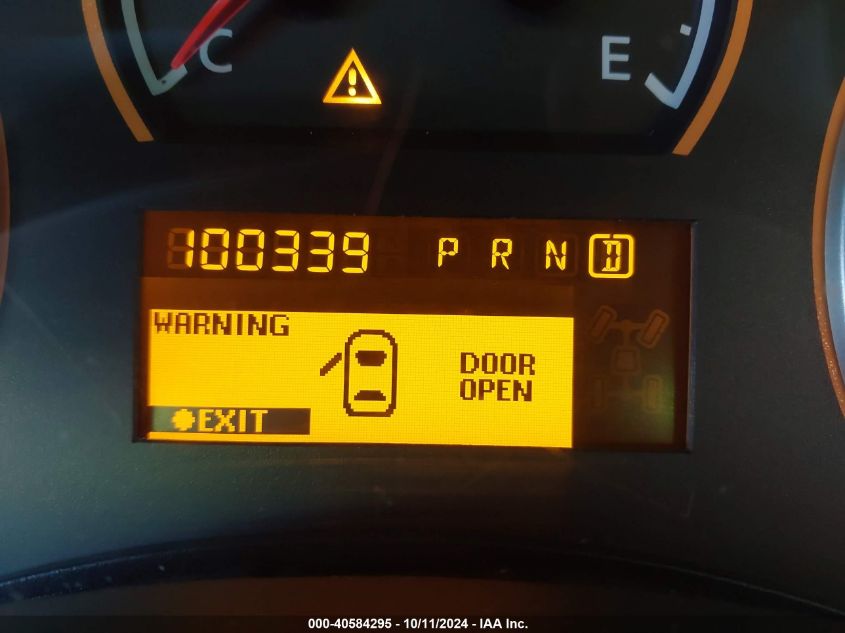 C E
100339 P R N D
WARNING
DOOR
OPEN
EXIT
000-40584295 - 10/11/2024 - IAA Inc.